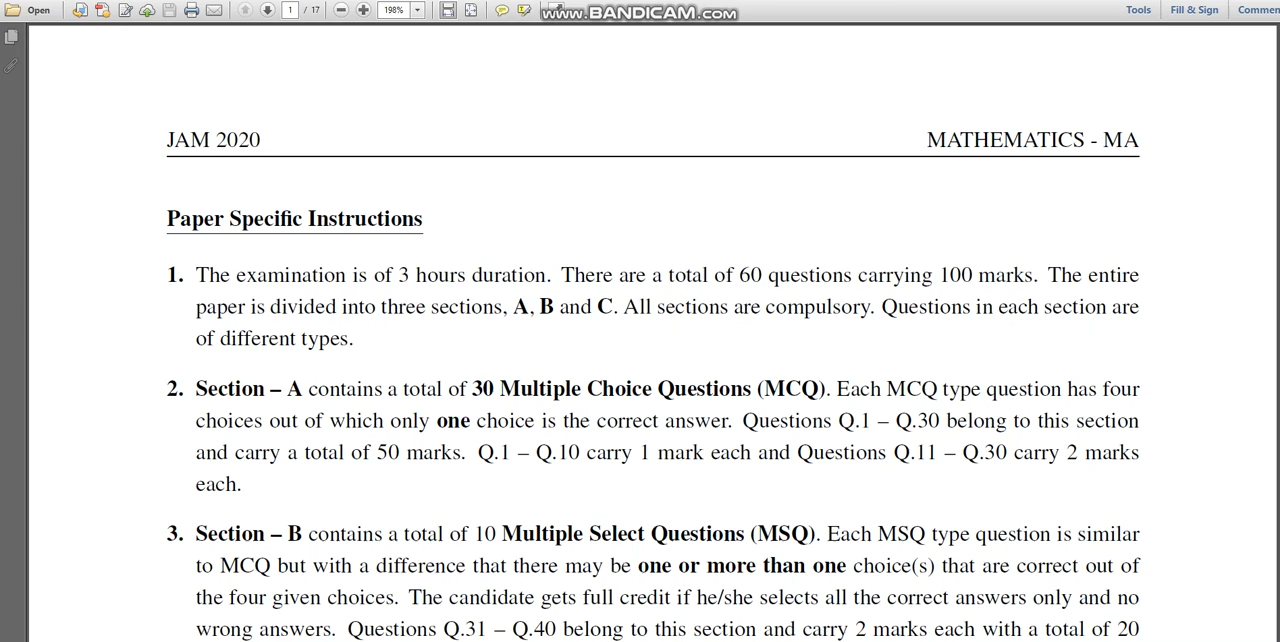 Open 1 / 17 198% www.BANDICAM.com Tools Fill & Sign Commen
JAM 2020 MATHEMATICS - MA
Paper Specific Instructions
1. The examination is of 3 hours duration. There are a total of 60 questions carrying 100 marks. The entire
paper is divided into three sections, A, B and C. All sections are compulsory. Questions in each section are
of different types.
2. Section – A contains a total of 30 Multiple Choice Questions (MCQ). Each MCQ type question has four
choices out of which only one choice is the correct answer. Questions Q.1 – Q.30 belong to this section
and carry a total of 50 marks. Q.1 – Q.10 carry 1 mark each and Questions Q.11 – Q.30 carry 2 marks
each.
3. Section – B contains a total of 10 Multiple Select Questions (MSQ). Each MSQ type question is similar
to MCQ but with a difference that there may be one or more than one choice(s) that are correct out of
the four given choices. The candidate gets full credit if he/she selects all the correct answers only and no
wrong answers. Questions Q.31 – Q.40 belong to this section and carry 2 marks each with a total of 20